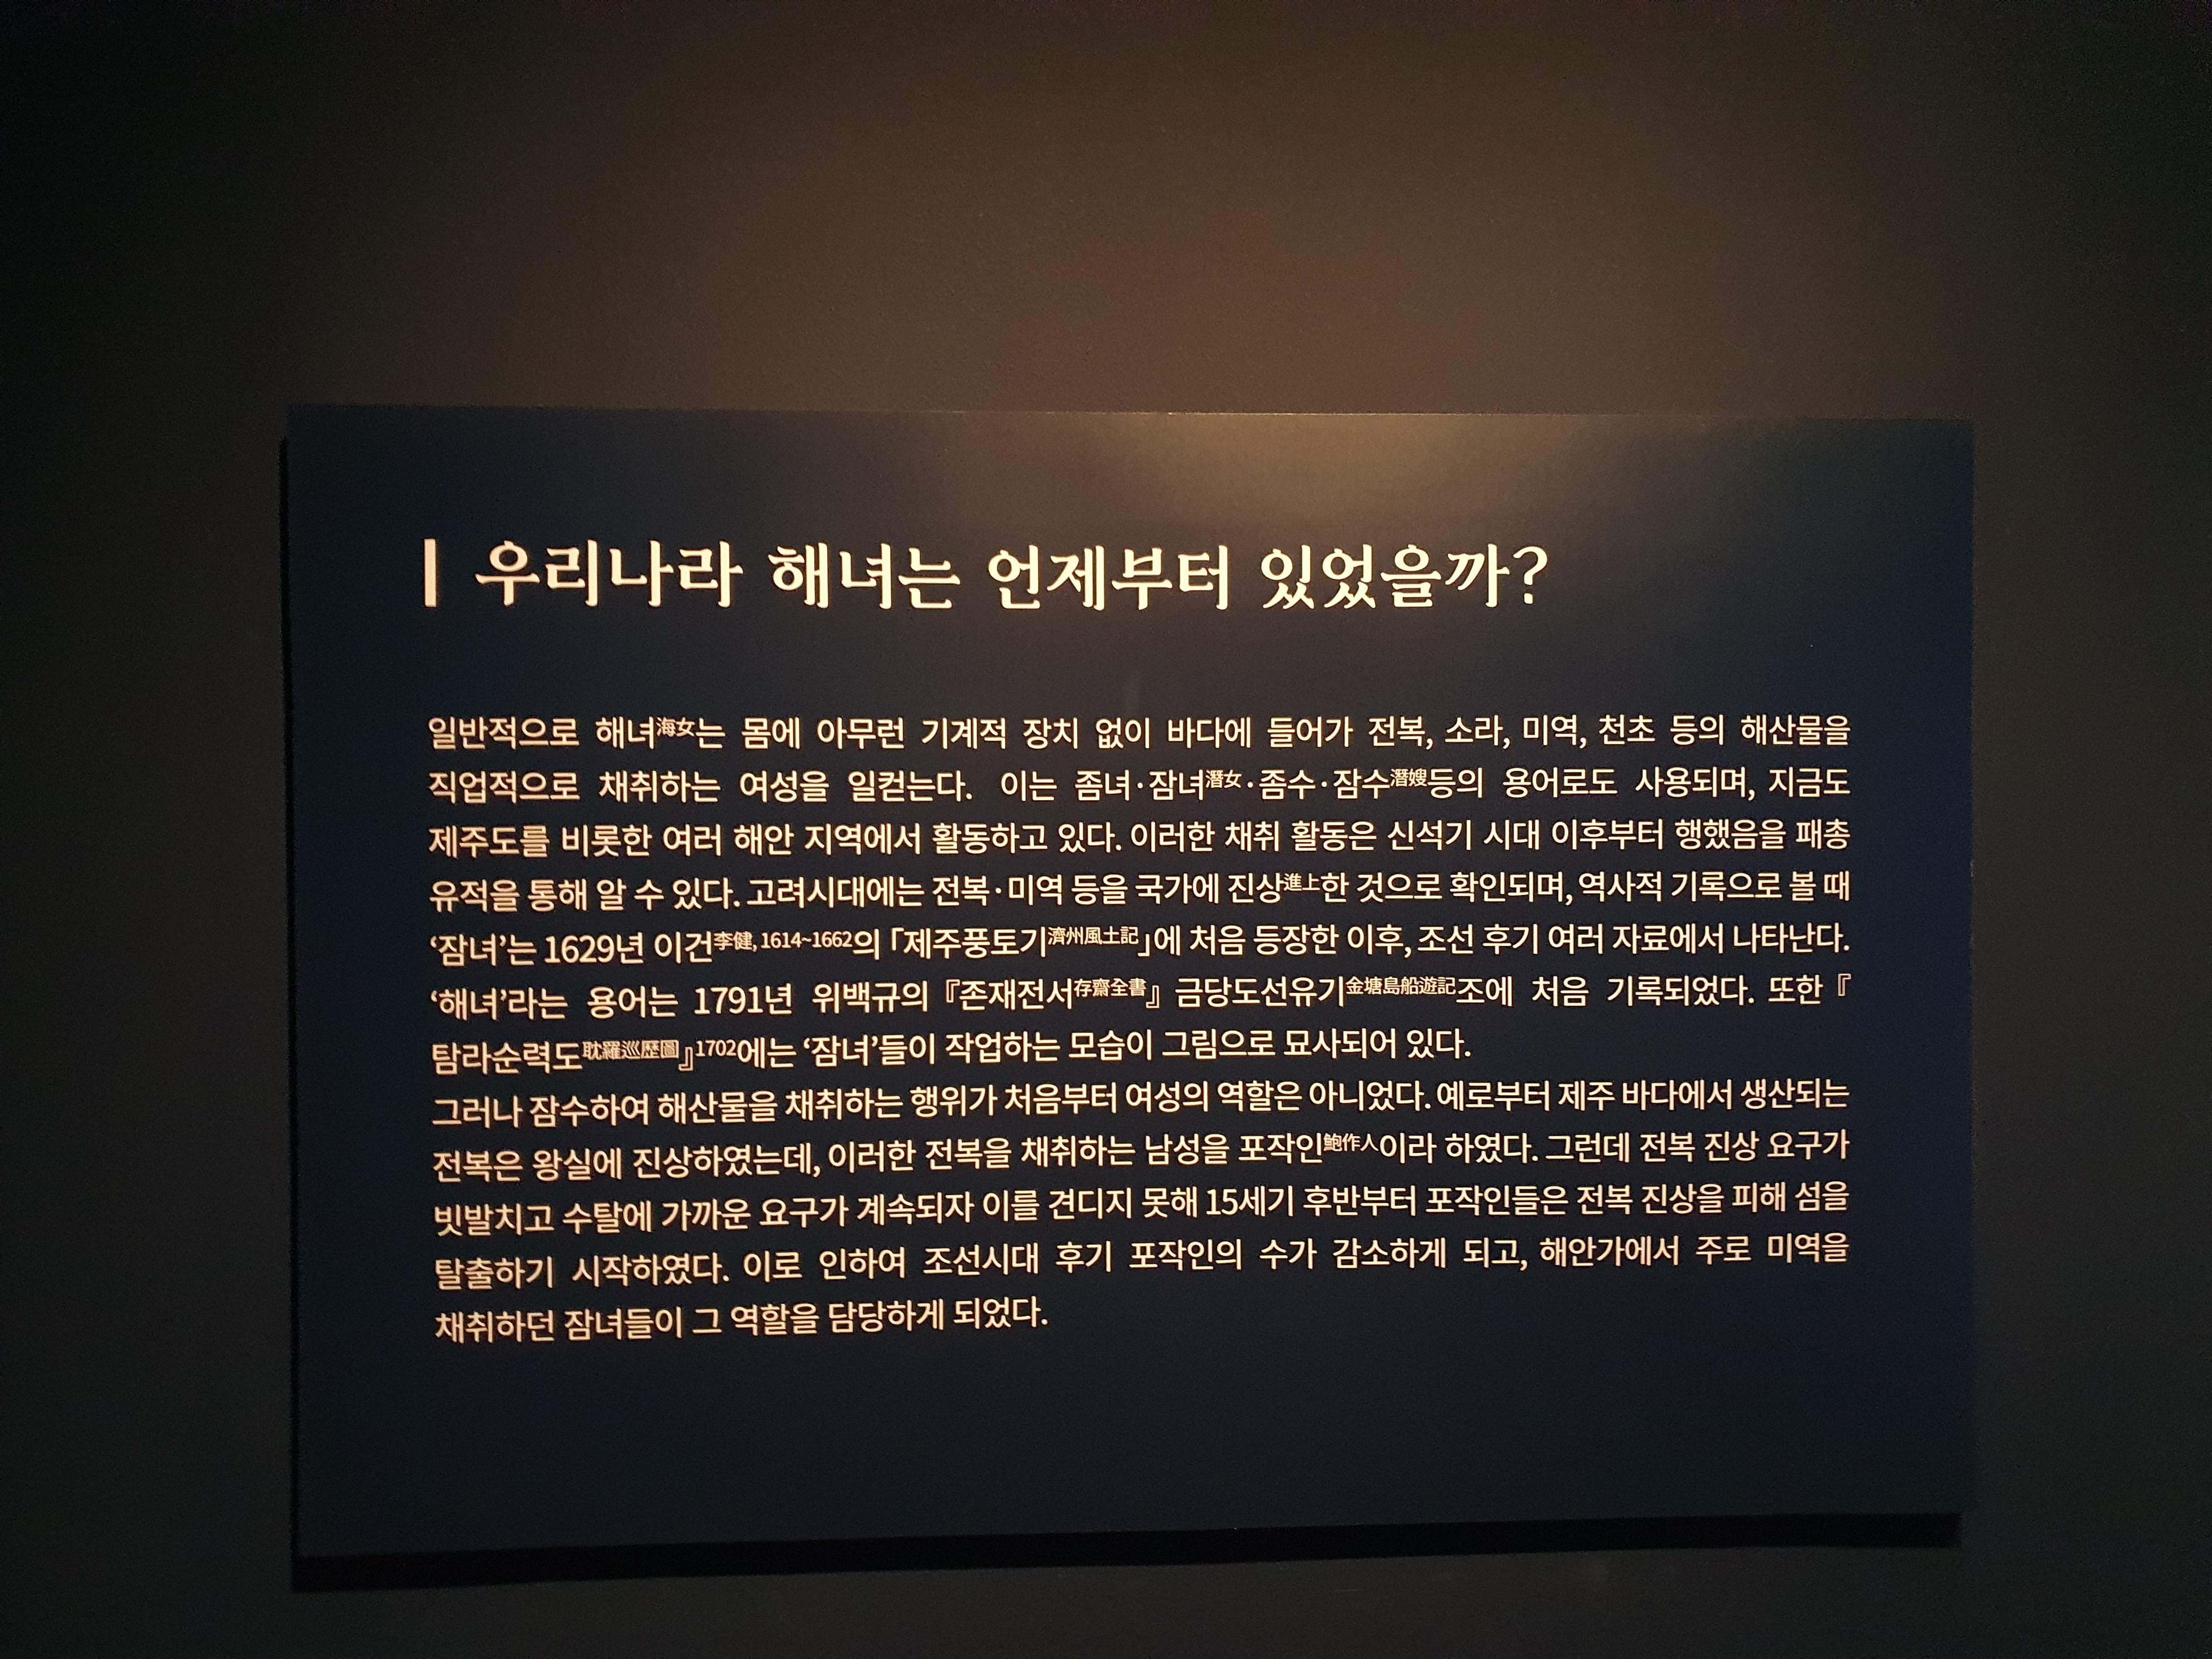 우리나라 해녀는 언제부터 있었을까?
일반적으로 해녀海女는 몸에 아무런 기계적 장치 없이 바다에 들어가 전복, 소라, 미역, 천초 등의 해산물을
직업적으로 채취하는 여성을 일컫는다. 이는 좀녀·잠녀潛女·좀수·잠수潛嫂등의 용어로도 사용되며, 지금도
제주도를 비롯한 여러 해안 지역에서 활동하고 있다. 이러한 채취 활동은 신석기 시대 이후부터 행했음을 패총
유적을 통해 알 수 있다. 고려시대에는 전복·미역 등을 국가에 진상進上한 것으로 확인되며, 역사적 기록으로 볼 때
‘잠녀’는 1629년 이건李健, 1614~1662의 「제주풍토기濟州風土記」에 처음 등장한 이후, 조선 후기 여러 자료에서 나타난다.
‘해녀’라는 용어는 1791년 위백규의 『존재전서存齋全書』 금당도선유기金塘島船遊記조에 처음 기록되었다. 또한 『
탐라순력도耽羅巡歷圖』1702에는 ‘잠녀’들이 작업하는 모습이 그림으로 묘사되어 있다.
그러나 잠수하여 해산물을 채취하는 행위가 처음부터 여성의 역할은 아니었다. 예로부터 제주 바다에서 생산되는
전복은 왕실에 진상하였는데, 이러한 전복을 채취하는 남성을 포작인鮑作人이라 하였다. 그런데 전복 진상 요구가
빗발치고 수탈에 가까운 요구가 계속되자 이를 견디지 못해 15세기 후반부터 포작인들은 전복 진상을 피해 섬을
탈출하기 시작하였다. 이로 인하여 조선시대 후기 포작인의 수가 감소하게 되고, 해안가에서 주로 미역을
채취하던 잠녀들이 그 역할을 담당하게 되었다.